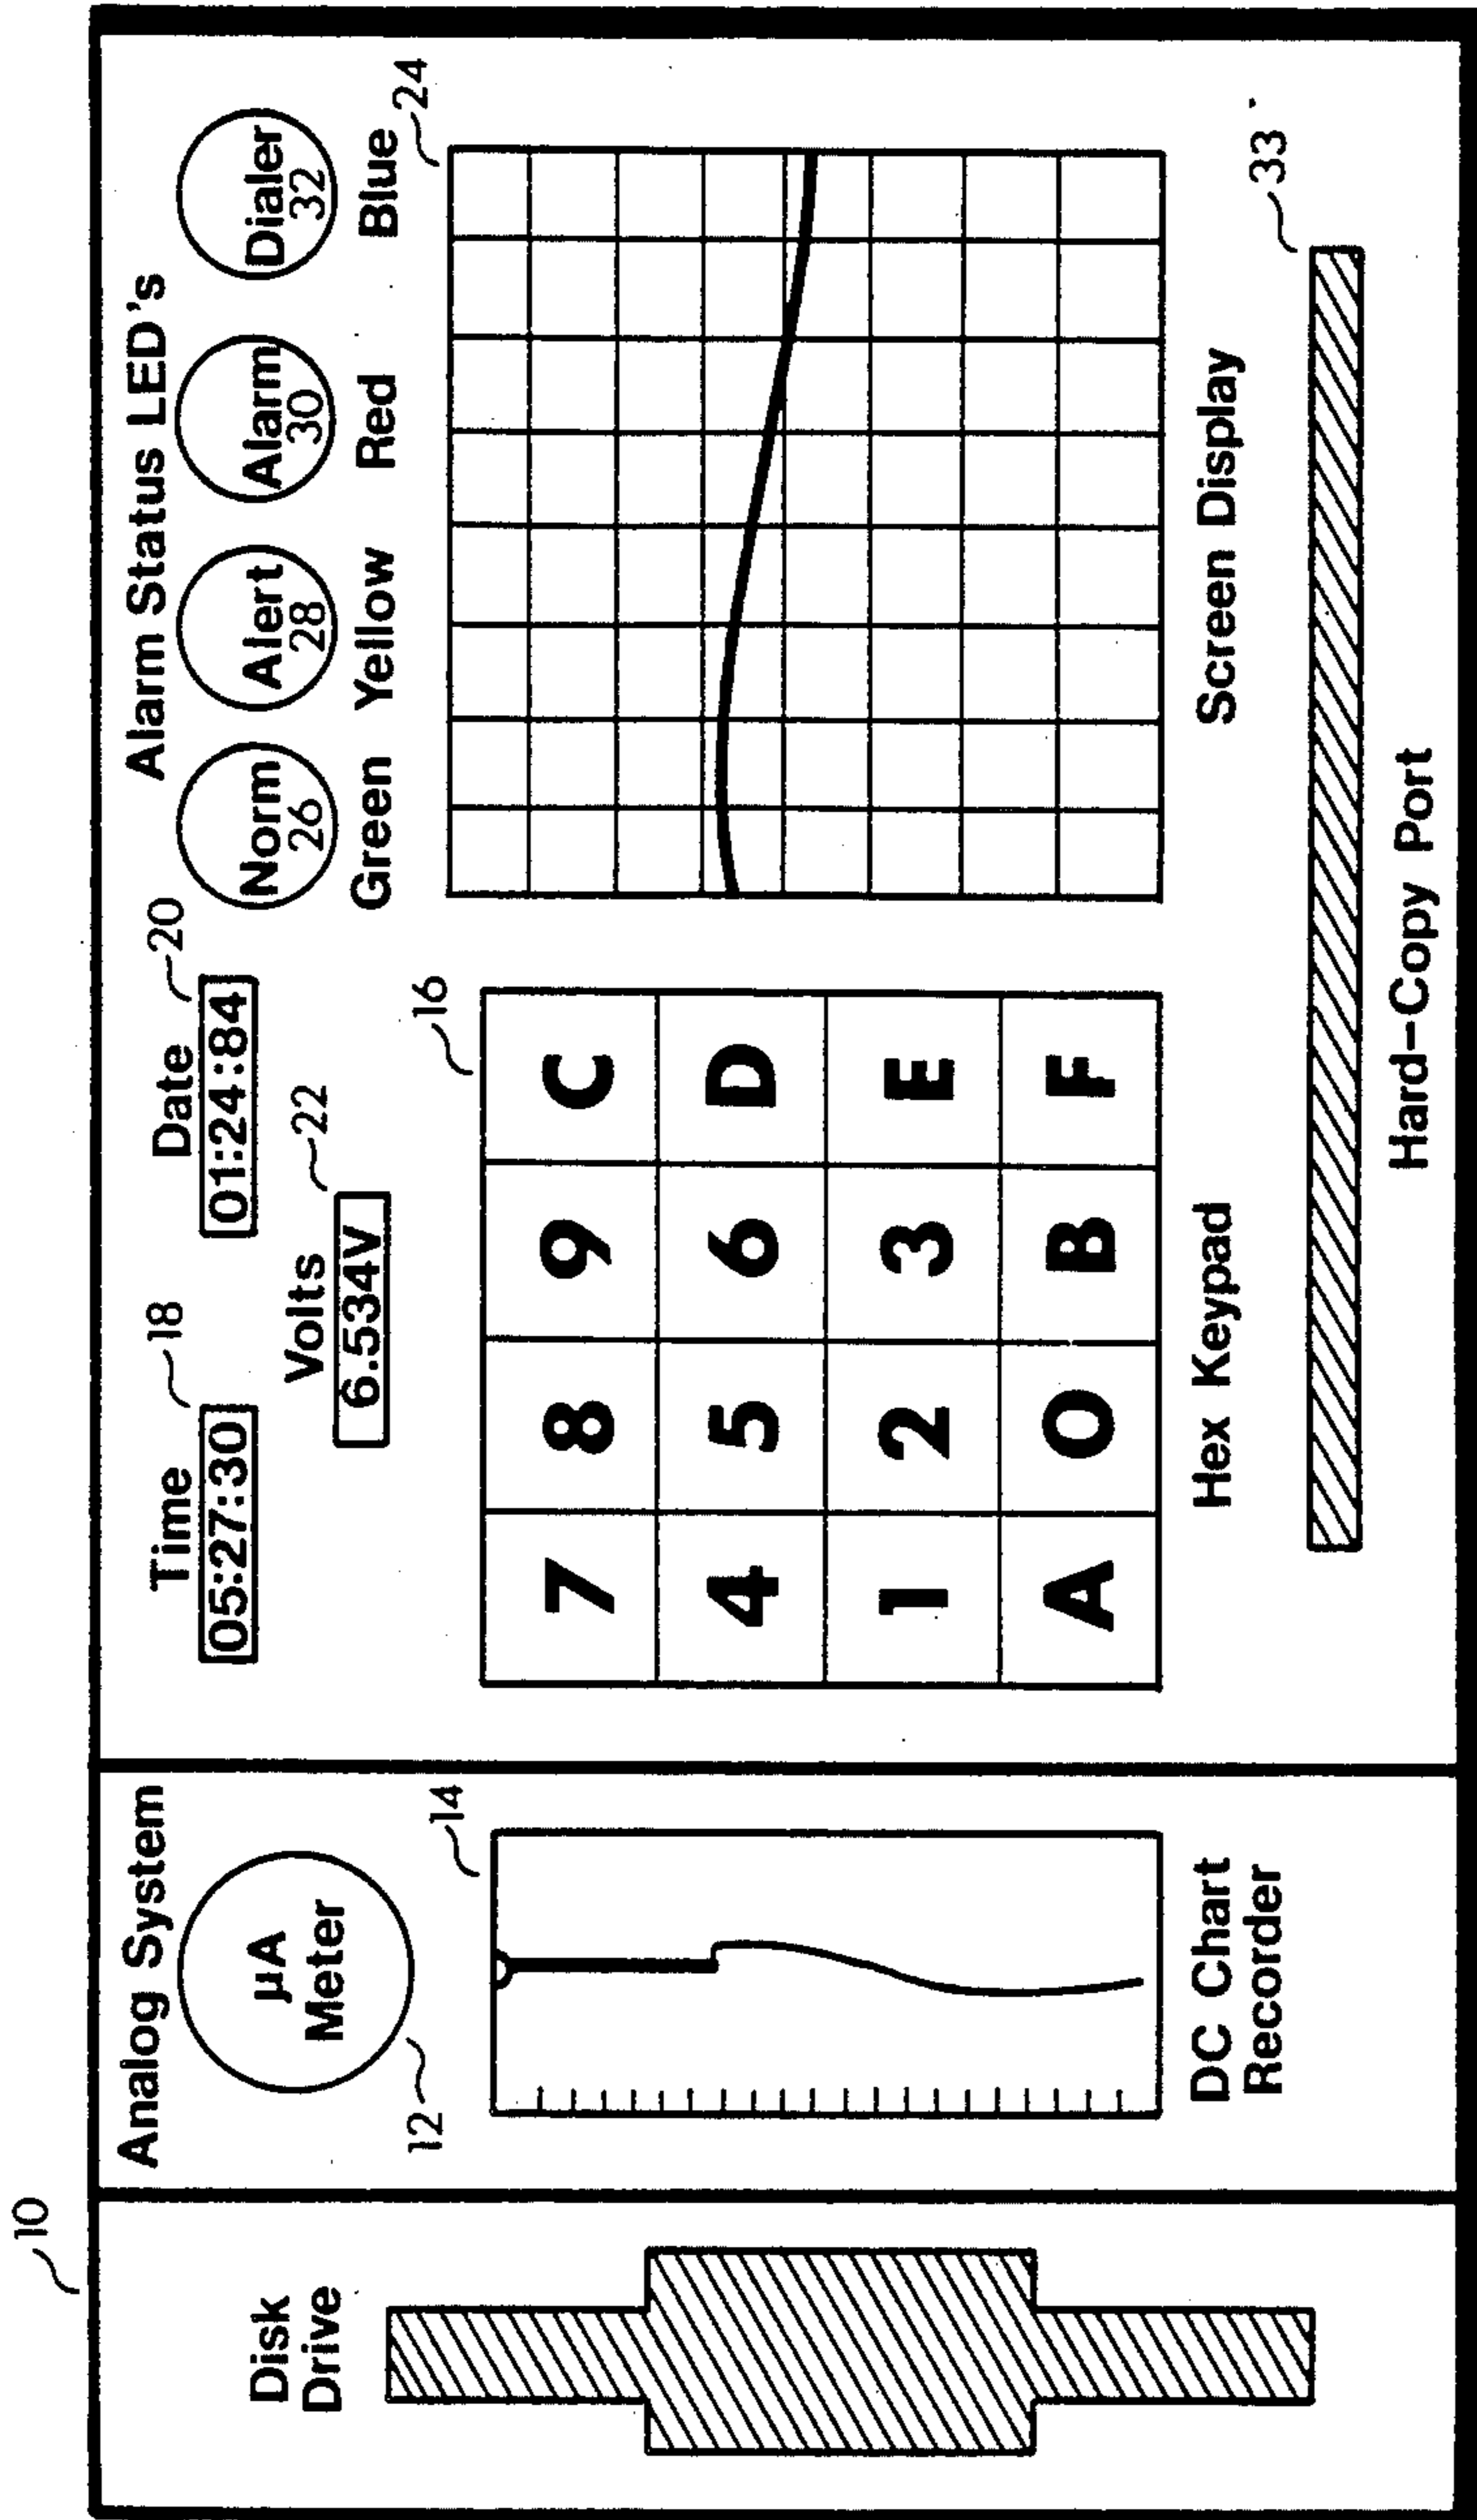 10
Disk
Drive
Analog System
µA
Meter
12
14
DC Chart
Recorder
Time
18
05:27:30
Date
20
01:24:84
Volts
22
6.534V
16
7 8 9 C
4 5 6 D
1 2 3 E
A 0 B F
Hex Keypad
Alarm Status LED's
Norm Alert Alarm Dialer
26 28 30 32
Green Yellow Red Blue
24
Screen Display
33
Hard-Copy Port